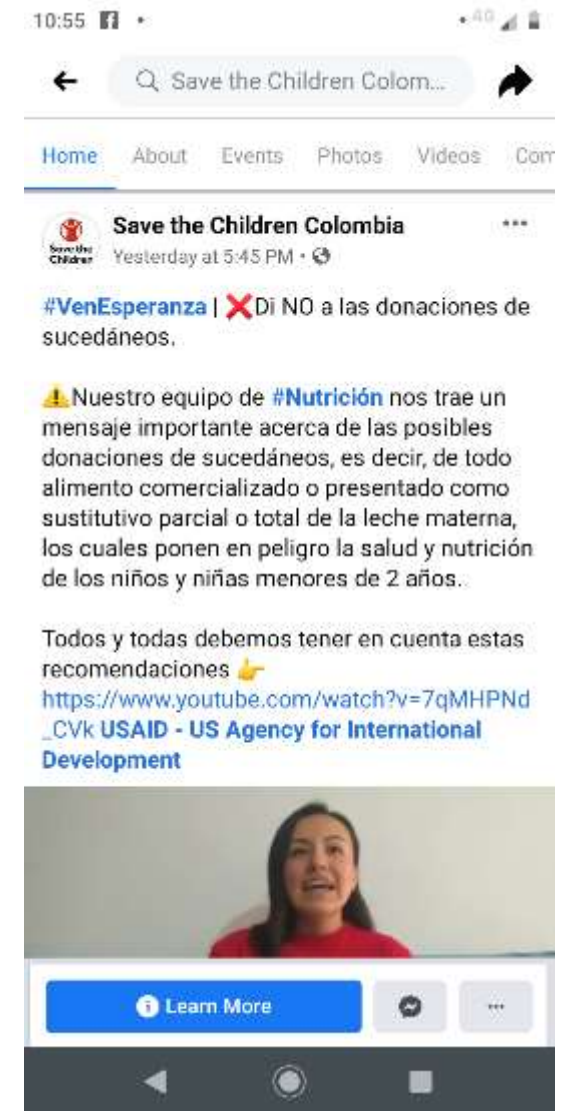 10:55
4G
Save the Children Colom...
Home About Events Photos Videos Com
Save the Children
Save the Children Colombia
Yesterday at 5:45 PM •
#VenEsperanza | ❌Di NO a las donaciones de
sucedáneos.
⚠️Nuestro equipo de #Nutrición nos trae un
mensaje importante acerca de las posibles
donaciones de sucedáneos, es decir, de todo
alimento comercializado o presentado como
sustitutivo parcial o total de la leche materna,
los cuales ponen en peligro la salud y nutrición
de los niños y niñas menores de 2 años.
Todos y todas debemos tener en cuenta estas
recomendaciones 👉
https://www.youtube.com/watch?v=7qMHPNd
_CVk USAID - US Agency for International
Development
Learn More